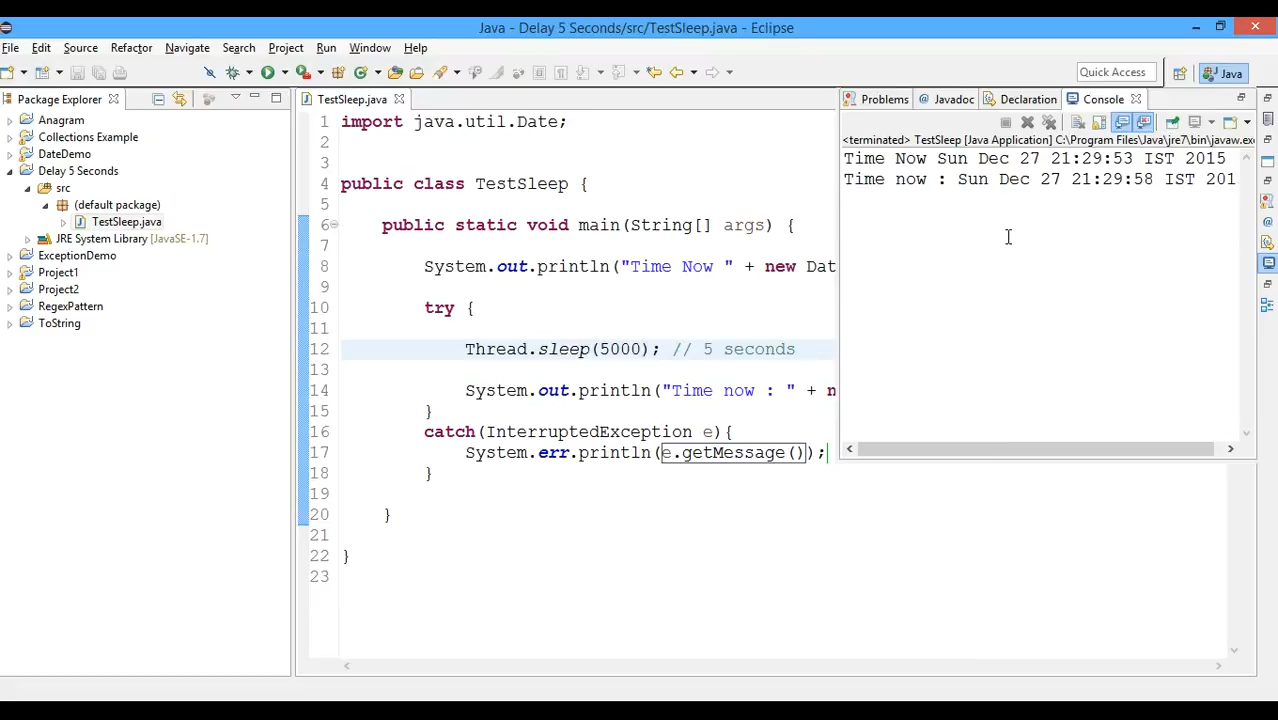 Java - Delay 5 Seconds/src/TestSleep.java - Eclipse
File Edit Source Refactor Navigate Search Project Run Window Help
Quick Access
Java
Package Explorer
Anagram
Collections Example
DateDemo
Delay 5 Seconds
src
(default package)
TestSleep.java
JRE System Library [JavaSE-1.7]
ExceptionDemo
Project1
Project2
RegexPattern
ToString
TestSleep.java
1 import java.util.Date;
2
3
4 public class TestSleep {
5
6 public static void main(String[] args) {
7
8 System.out.println("Time Now " + new Dat
9
10 try {
11
12 Thread.sleep(5000); // 5 seconds
13
14 System.out.println("Time now : " + n
15 }
16 catch(InterruptedException e){
17 System.err.println(e.getMessage());
18 }
19
20 }
21
22 }
23
Problems @ Javadoc Declaration Console
<terminated> TestSleep [Java Application] C:\Program Files\Java\jre7\bin\javaw.exe
Time Now Sun Dec 27 21:29:53 IST 2015
Time now : Sun Dec 27 21:29:58 IST 201